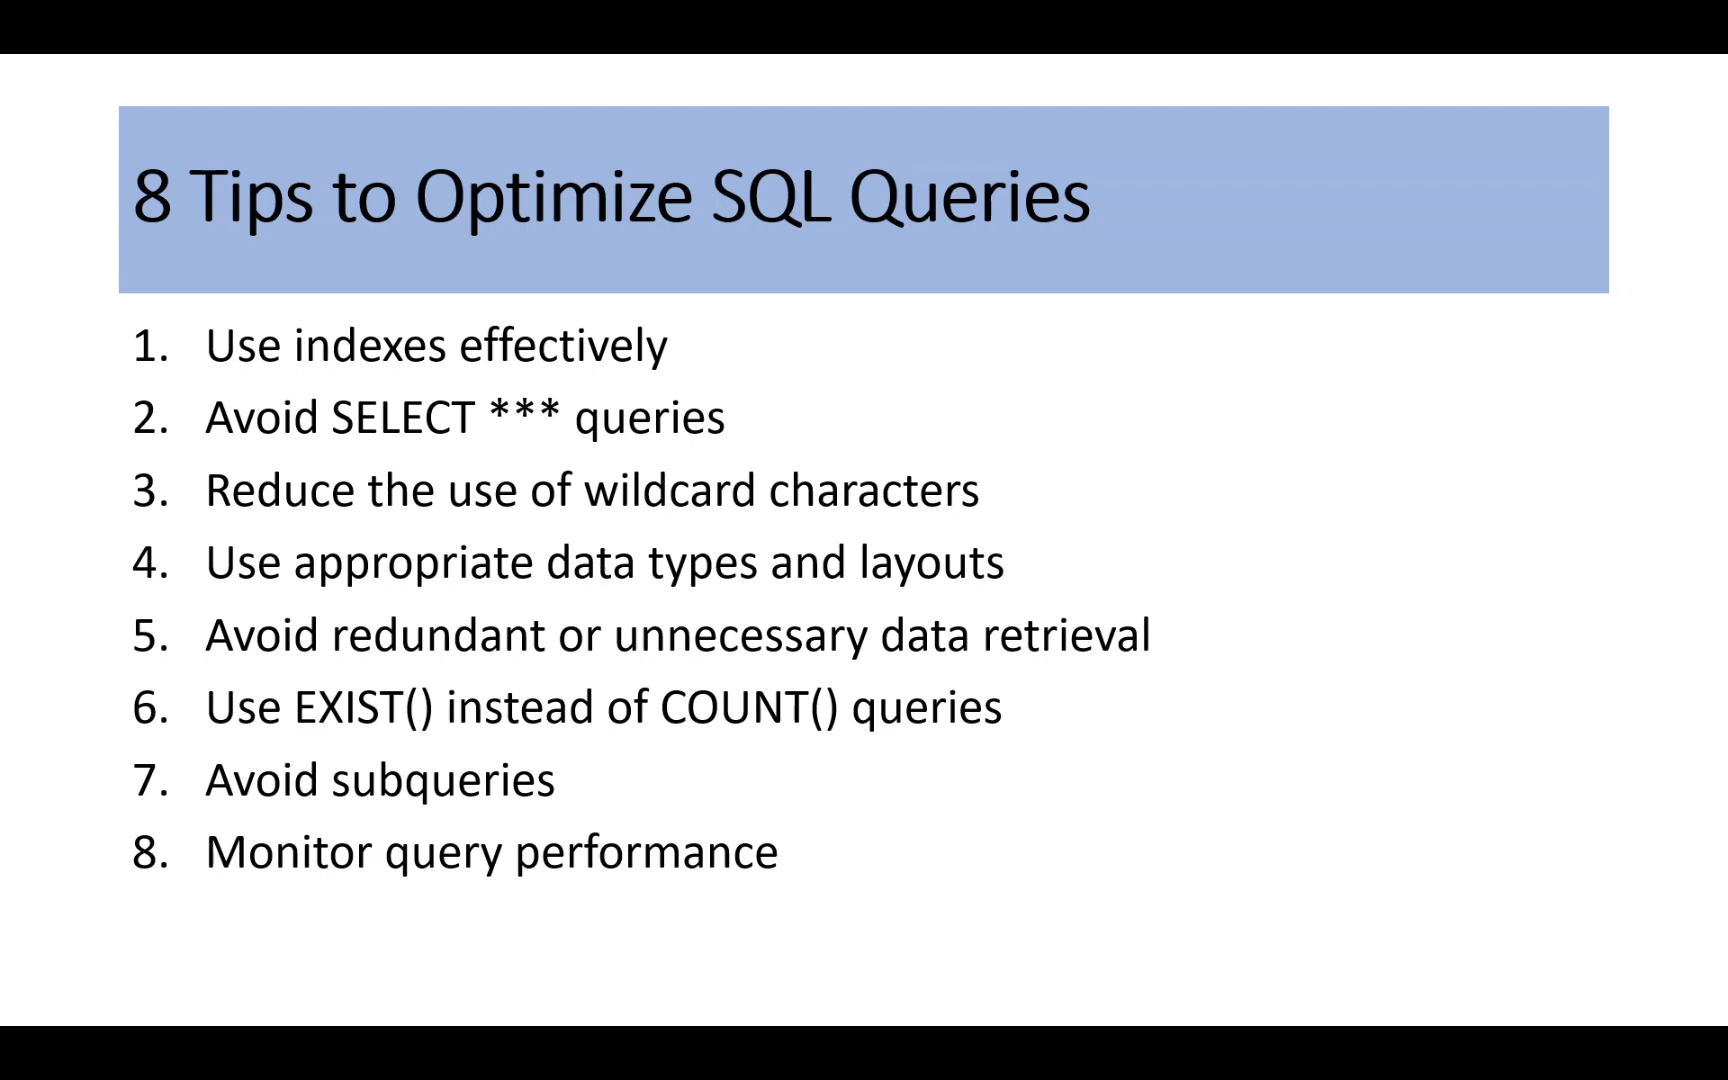 8 Tips to Optimize SQL Queries
1. Use indexes effectively
2. Avoid SELECT *** queries
3. Reduce the use of wildcard characters
4. Use appropriate data types and layouts
5. Avoid redundant or unnecessary data retrieval
6. Use EXIST() instead of COUNT() queries
7. Avoid subqueries
8. Monitor query performance